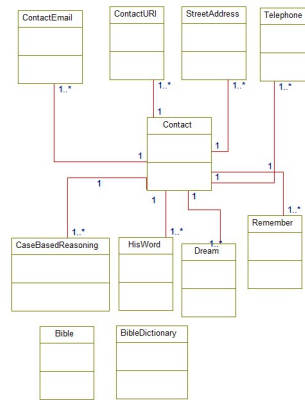 ContactEmail
ContactURI
StreetAddress
Telephone
1..*
1..*
1..*
1..*
1
1
Contact
1
1
1
1
1
1
1..*
1..*
1..*
1..*
CaseBasedReasoning
HisWord
Dream
Remember
Bible
BibleDictionary